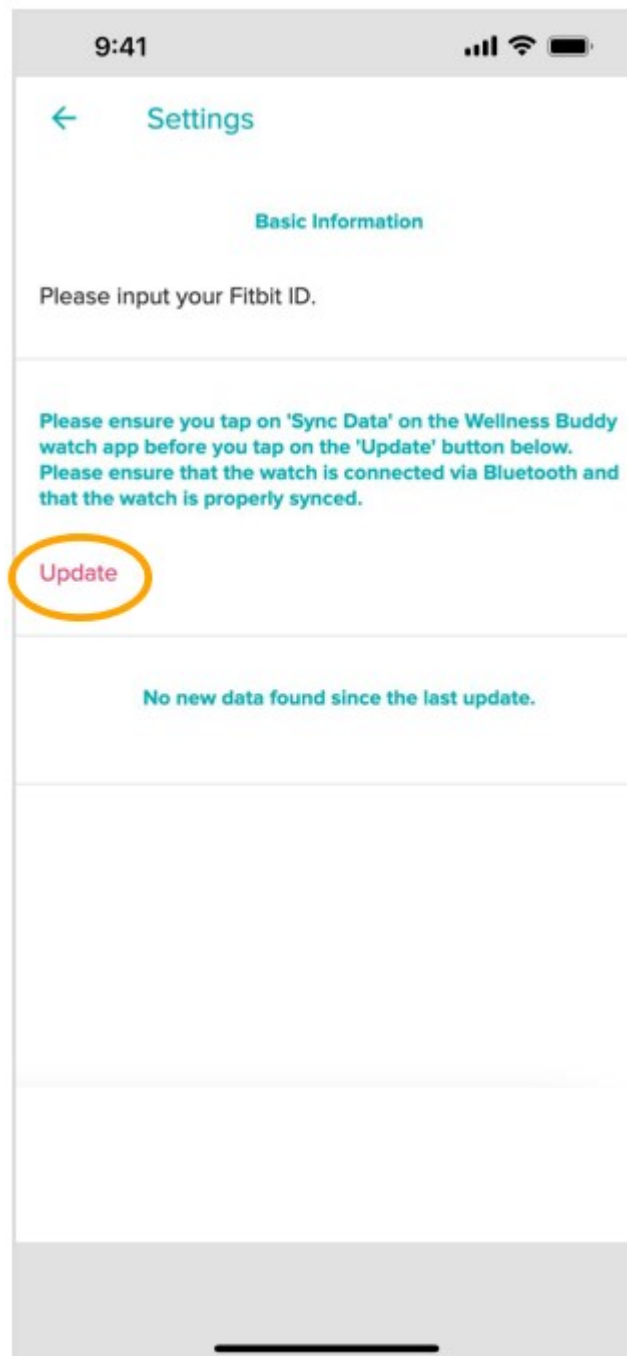 9:41
Settings
Basic Information
Please input your Fitbit ID.
Please ensure you tap on 'Sync Data' on the Wellness Buddy
watch app before you tap on the 'Update' button below.
Please ensure that the watch is connected via Bluetooth and
that the watch is properly synced.
Update
No new data found since the last update.